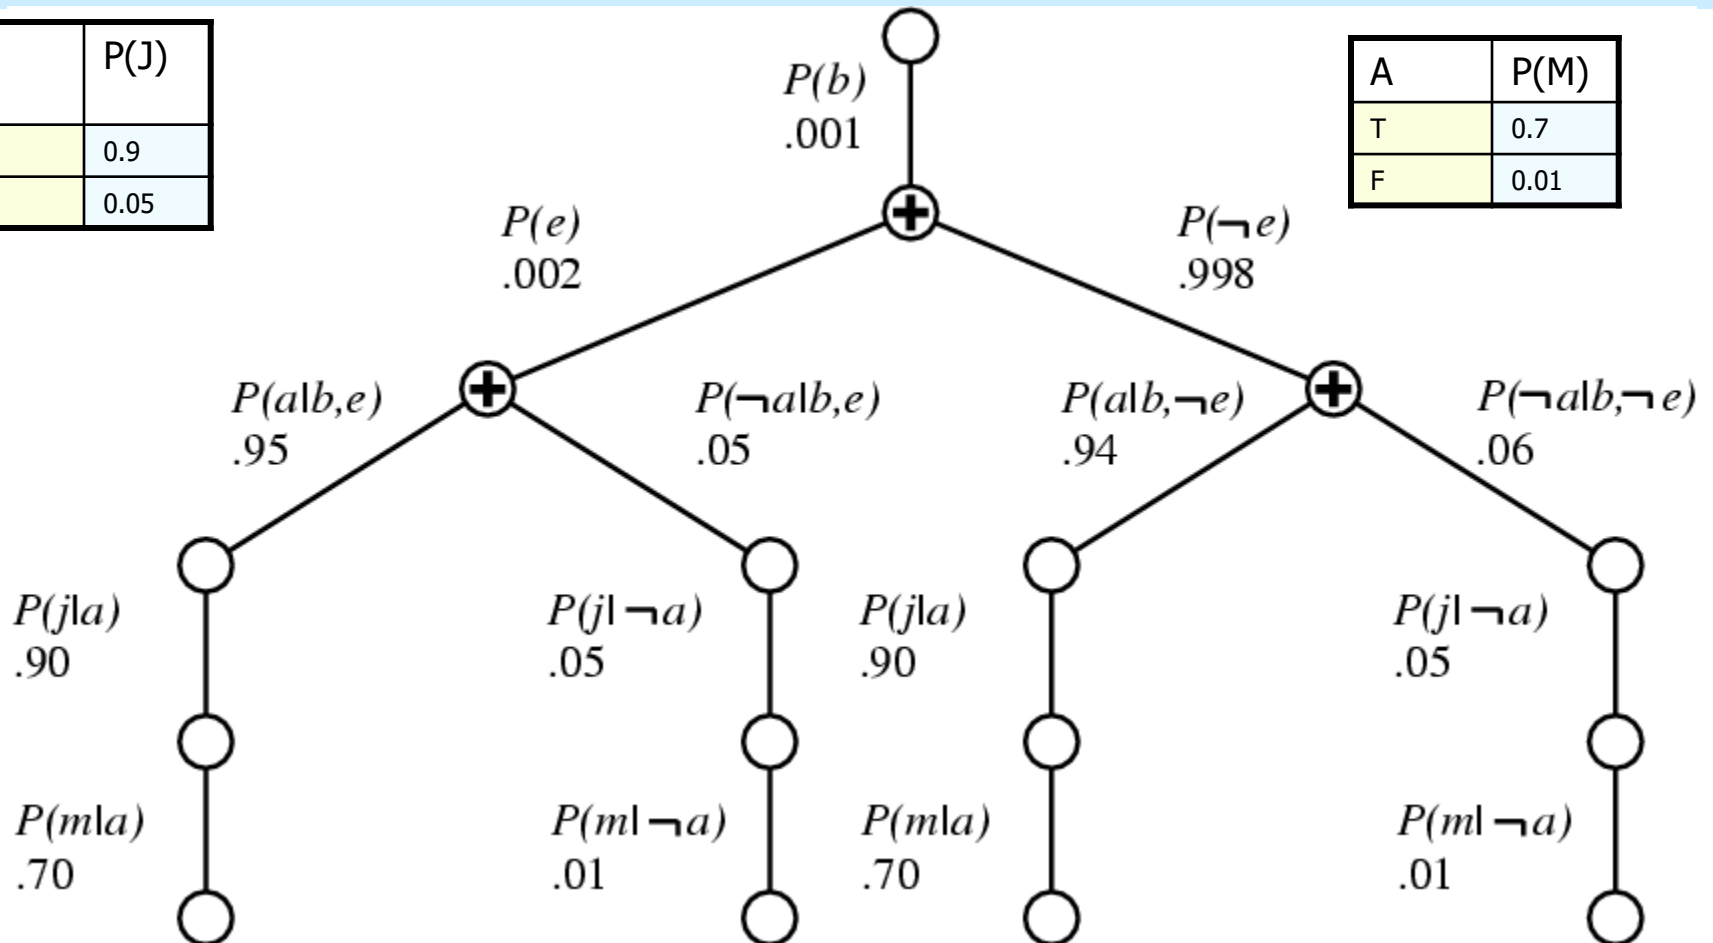 P(J)
0.9
0.05
A P(M)
T 0.7
F 0.01
P(b)
.001
P(e)
.002
P(¬e)
.998
P(a|b,e)
.95
P(¬a|b,e)
.05
P(a|b,¬e)
.94
P(¬a|b,¬e)
.06
P(j|a)
.90
P(j|¬a)
.05
P(j|a)
.90
P(j|¬a)
.05
P(m|a)
.70
P(m|¬a)
.01
P(m|a)
.70
P(m|¬a)
.01